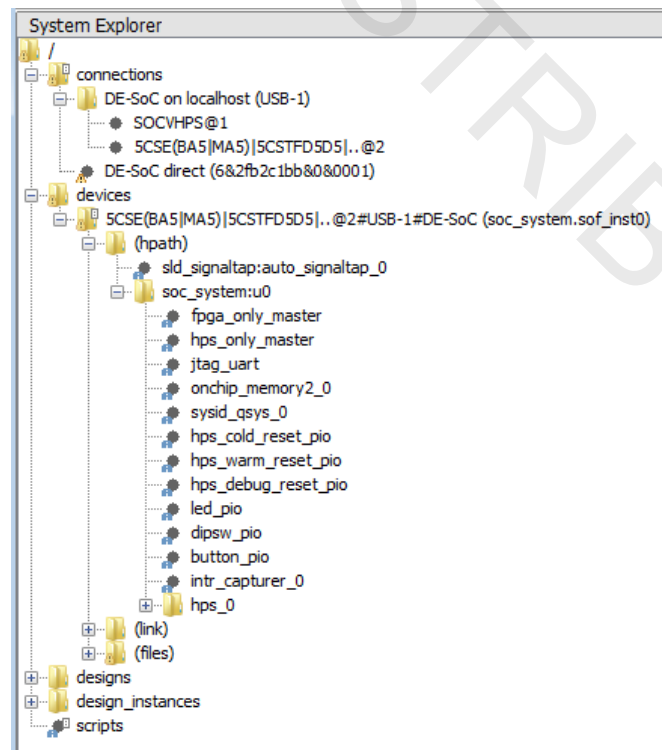 System Explorer
/
connections
DE-SoC on localhost (USB-1)
SOCVHPS@1
5CSE(BA5|MA5)|5CSTFD5D5|..@2
DE-SoC direct (6&2fb2c1bb&0&0001)
devices
5CSE(BA5|MA5)|5CSTFD5D5|..@2#USB-1#DE-SoC (soc_system.sof_inst0)
(hpath)
sld_signaltap:auto_signaltap_0
soc_system:u0
fpga_only_master
hps_only_master
jtag_uart
onchip_memory2_0
sysid_qsys_0
hps_cold_reset_pio
hps_warm_reset_pio
hps_debug_reset_pio
led_pio
dipsw_pio
button_pio
intr_capturer_0
hps_0
(link)
(files)
designs
design_instances
scripts